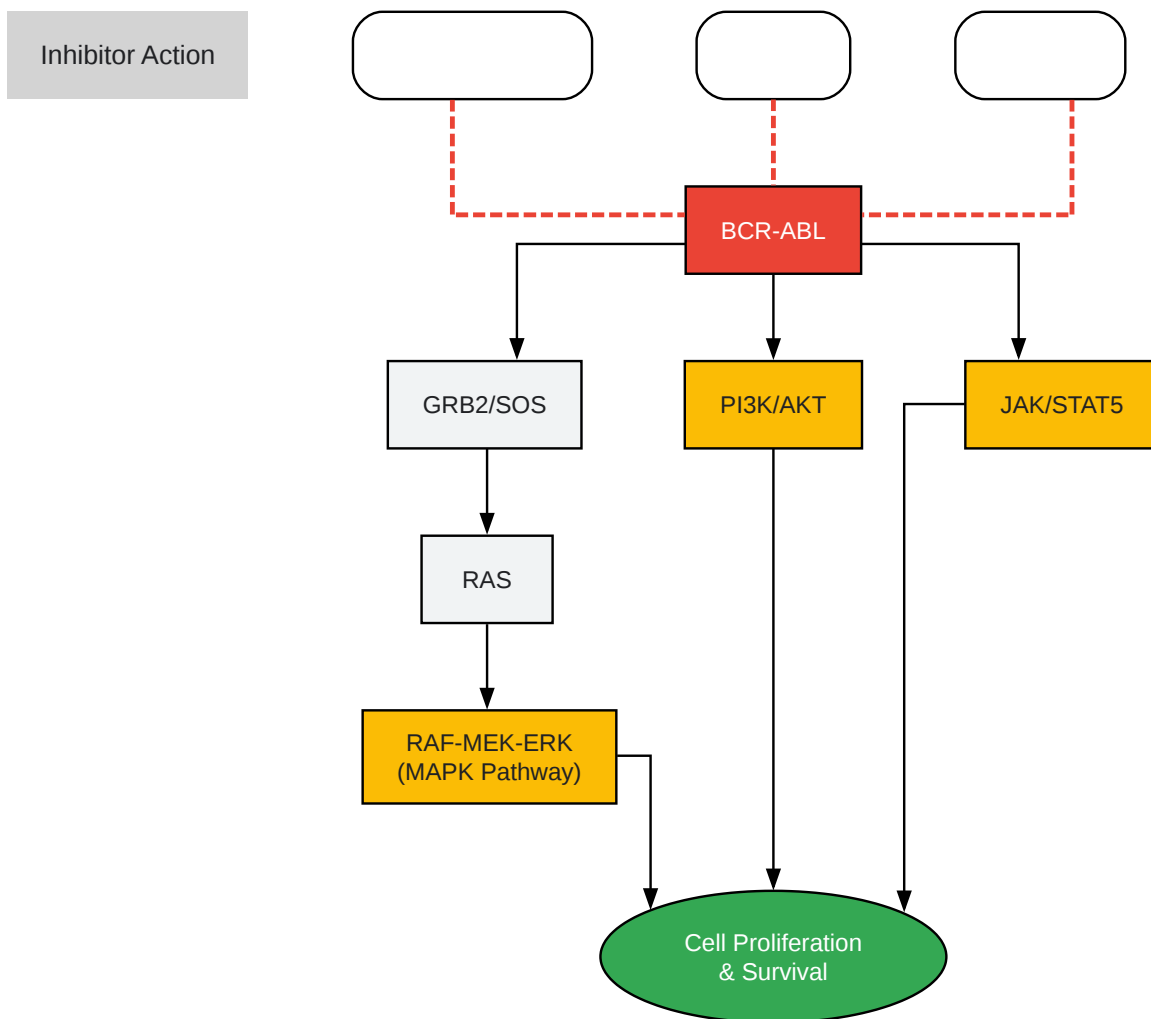 Inhibitor Action
BCR-ABL
GRB2/SOS
PI3K/AKT
JAK/STAT5
RAS
RAF-MEK-ERK
(MAPK Pathway)
Cell Proliferation
& Survival